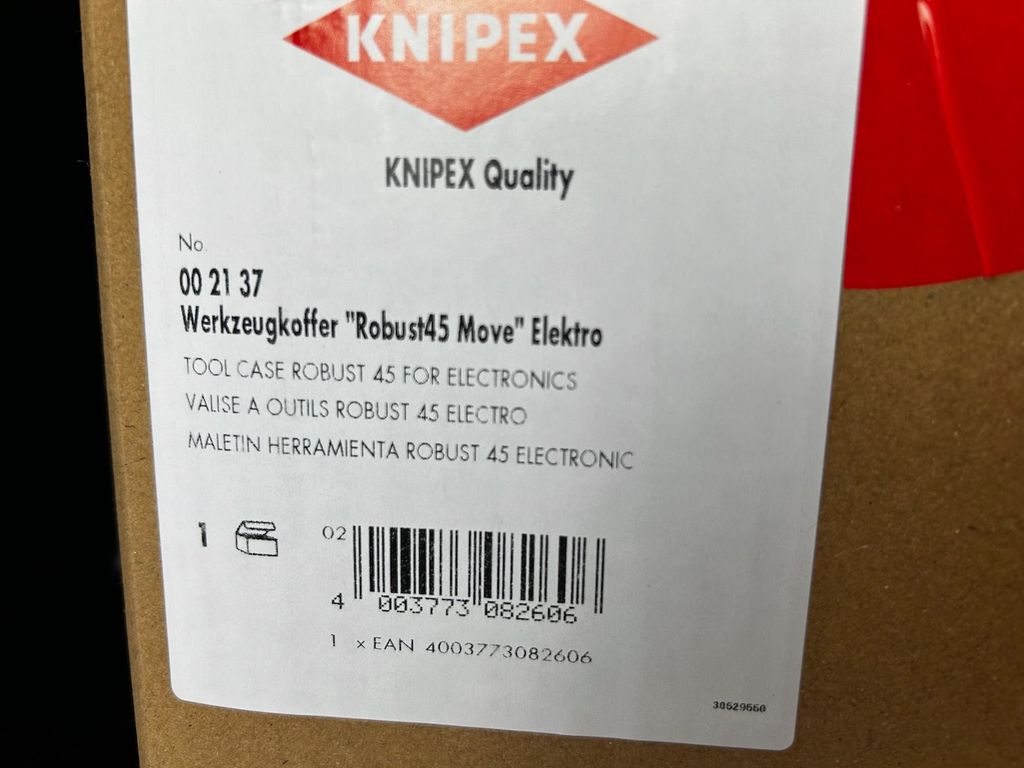 KNIPEX
KNIPEX Quality
No.
00 21 37
Werkzeugkoffer "Robust45 Move" Elektro
TOOL CASE ROBUST 45 FOR ELECTRONICS
VALISE A OUTILS ROBUST 45 ELECTRO
MALETIN HERRAMIENTA ROBUST 45 ELECTRONIC
1
02
4 003773 082606
1 x EAN 4003773082606